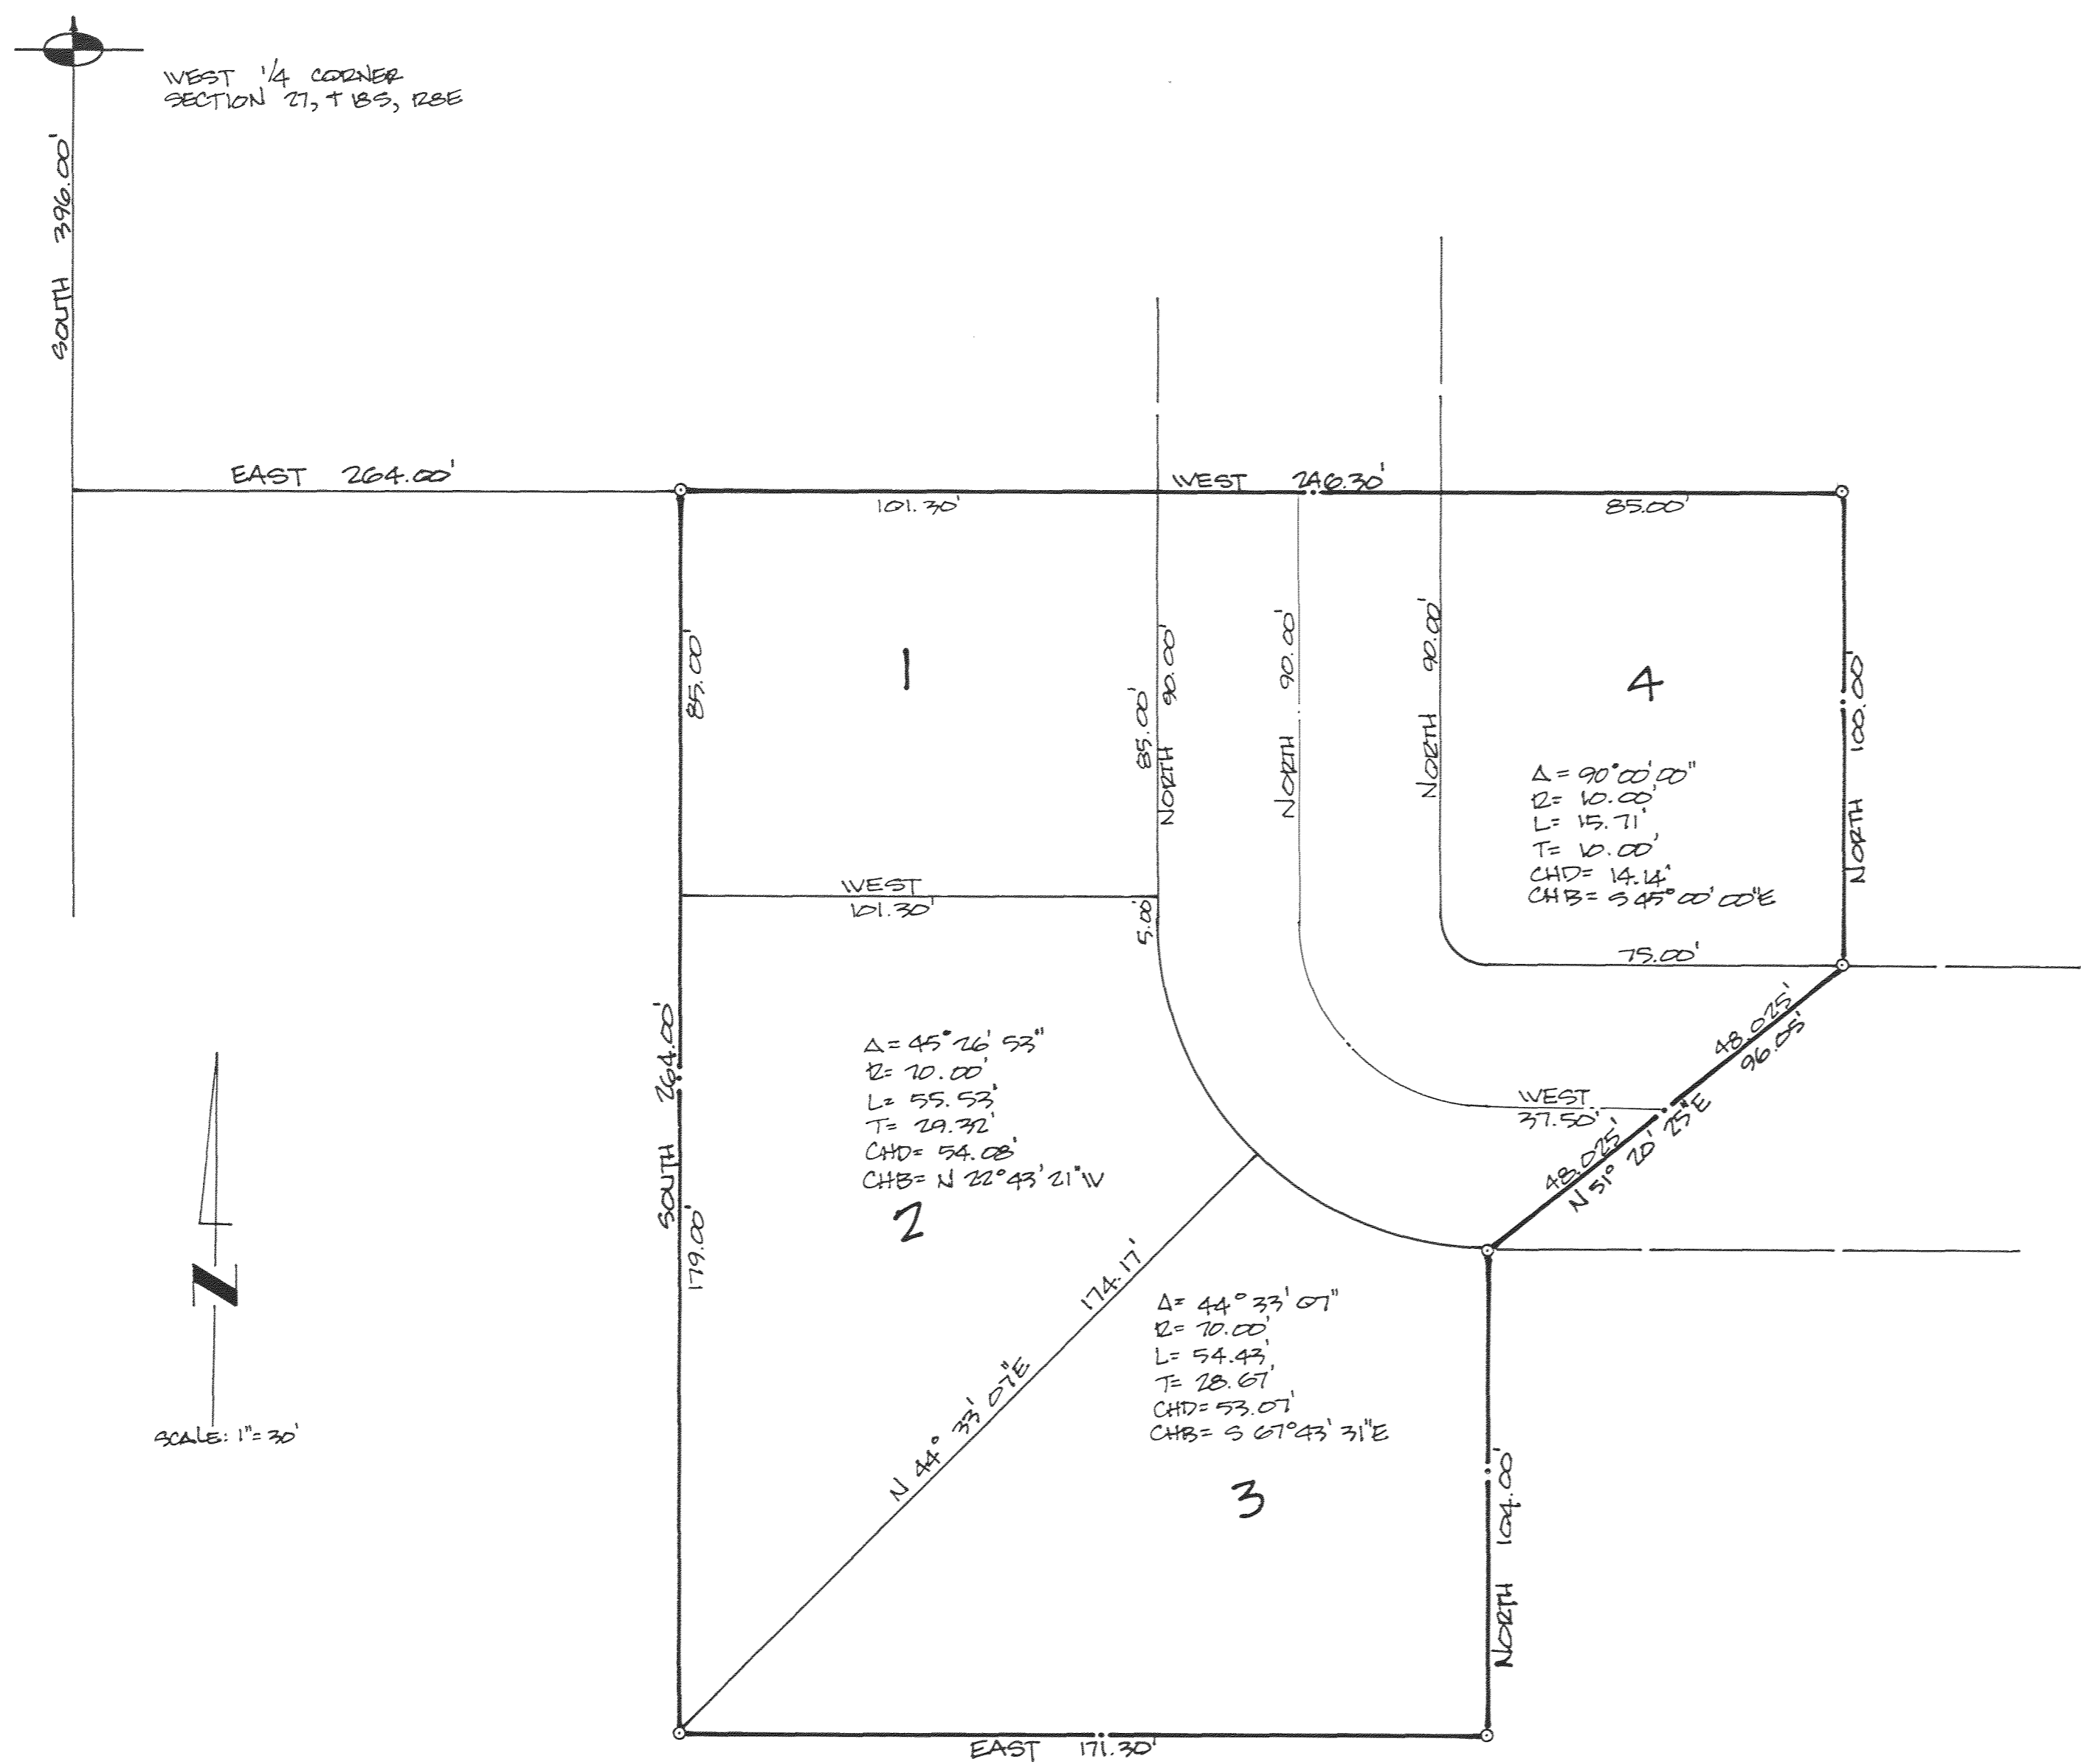 WEST 1/4 CORNER
SECTION 27, T18S, R28E
SOUTH 396.00'
EAST 264.00'
WEST 246.30'
101.30'
85.00'
85.00'
1
85.00'
NORTH 90.00'
NORTH 90.00'
NORTH 90.00'
4
NORTH 100.00'
Δ= 90°00'00"
R= 10.00'
L= 15.71'
T= 10.00'
CHD= 14.14'
CHB= S 45°00'00"E
WEST
101.30'
5.00'
75.00'
SOUTH 264.00'
179.00'
Δ= 45°26'53"
R= 70.00'
L= 55.53'
T= 29.32'
CHD= 54.08'
CHB= N 22°43'21"W
2
48.025'
96.05'
WEST
37.50'
48.025'
N 51° 20' 25"E
174.17'
N 44° 33' 07"E
Δ= 44°33'07"
R= 70.00'
L= 54.43'
T= 28.67'
CHD= 53.07'
CHB= S 67°43'31"E
3
NORTH 104.00'
EAST 171.30'
N
SCALE: 1"=30'